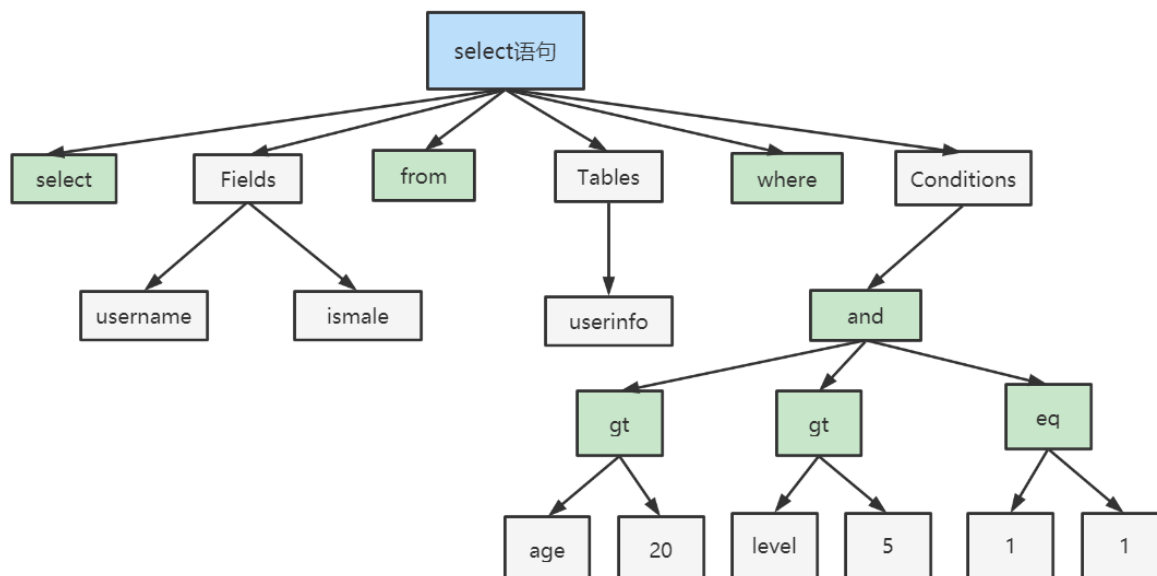 select语句
select
Fields
from
Tables
where
Conditions
username
ismale
userinfo
and
gt
gt
eq
age
20
level
5
1
1